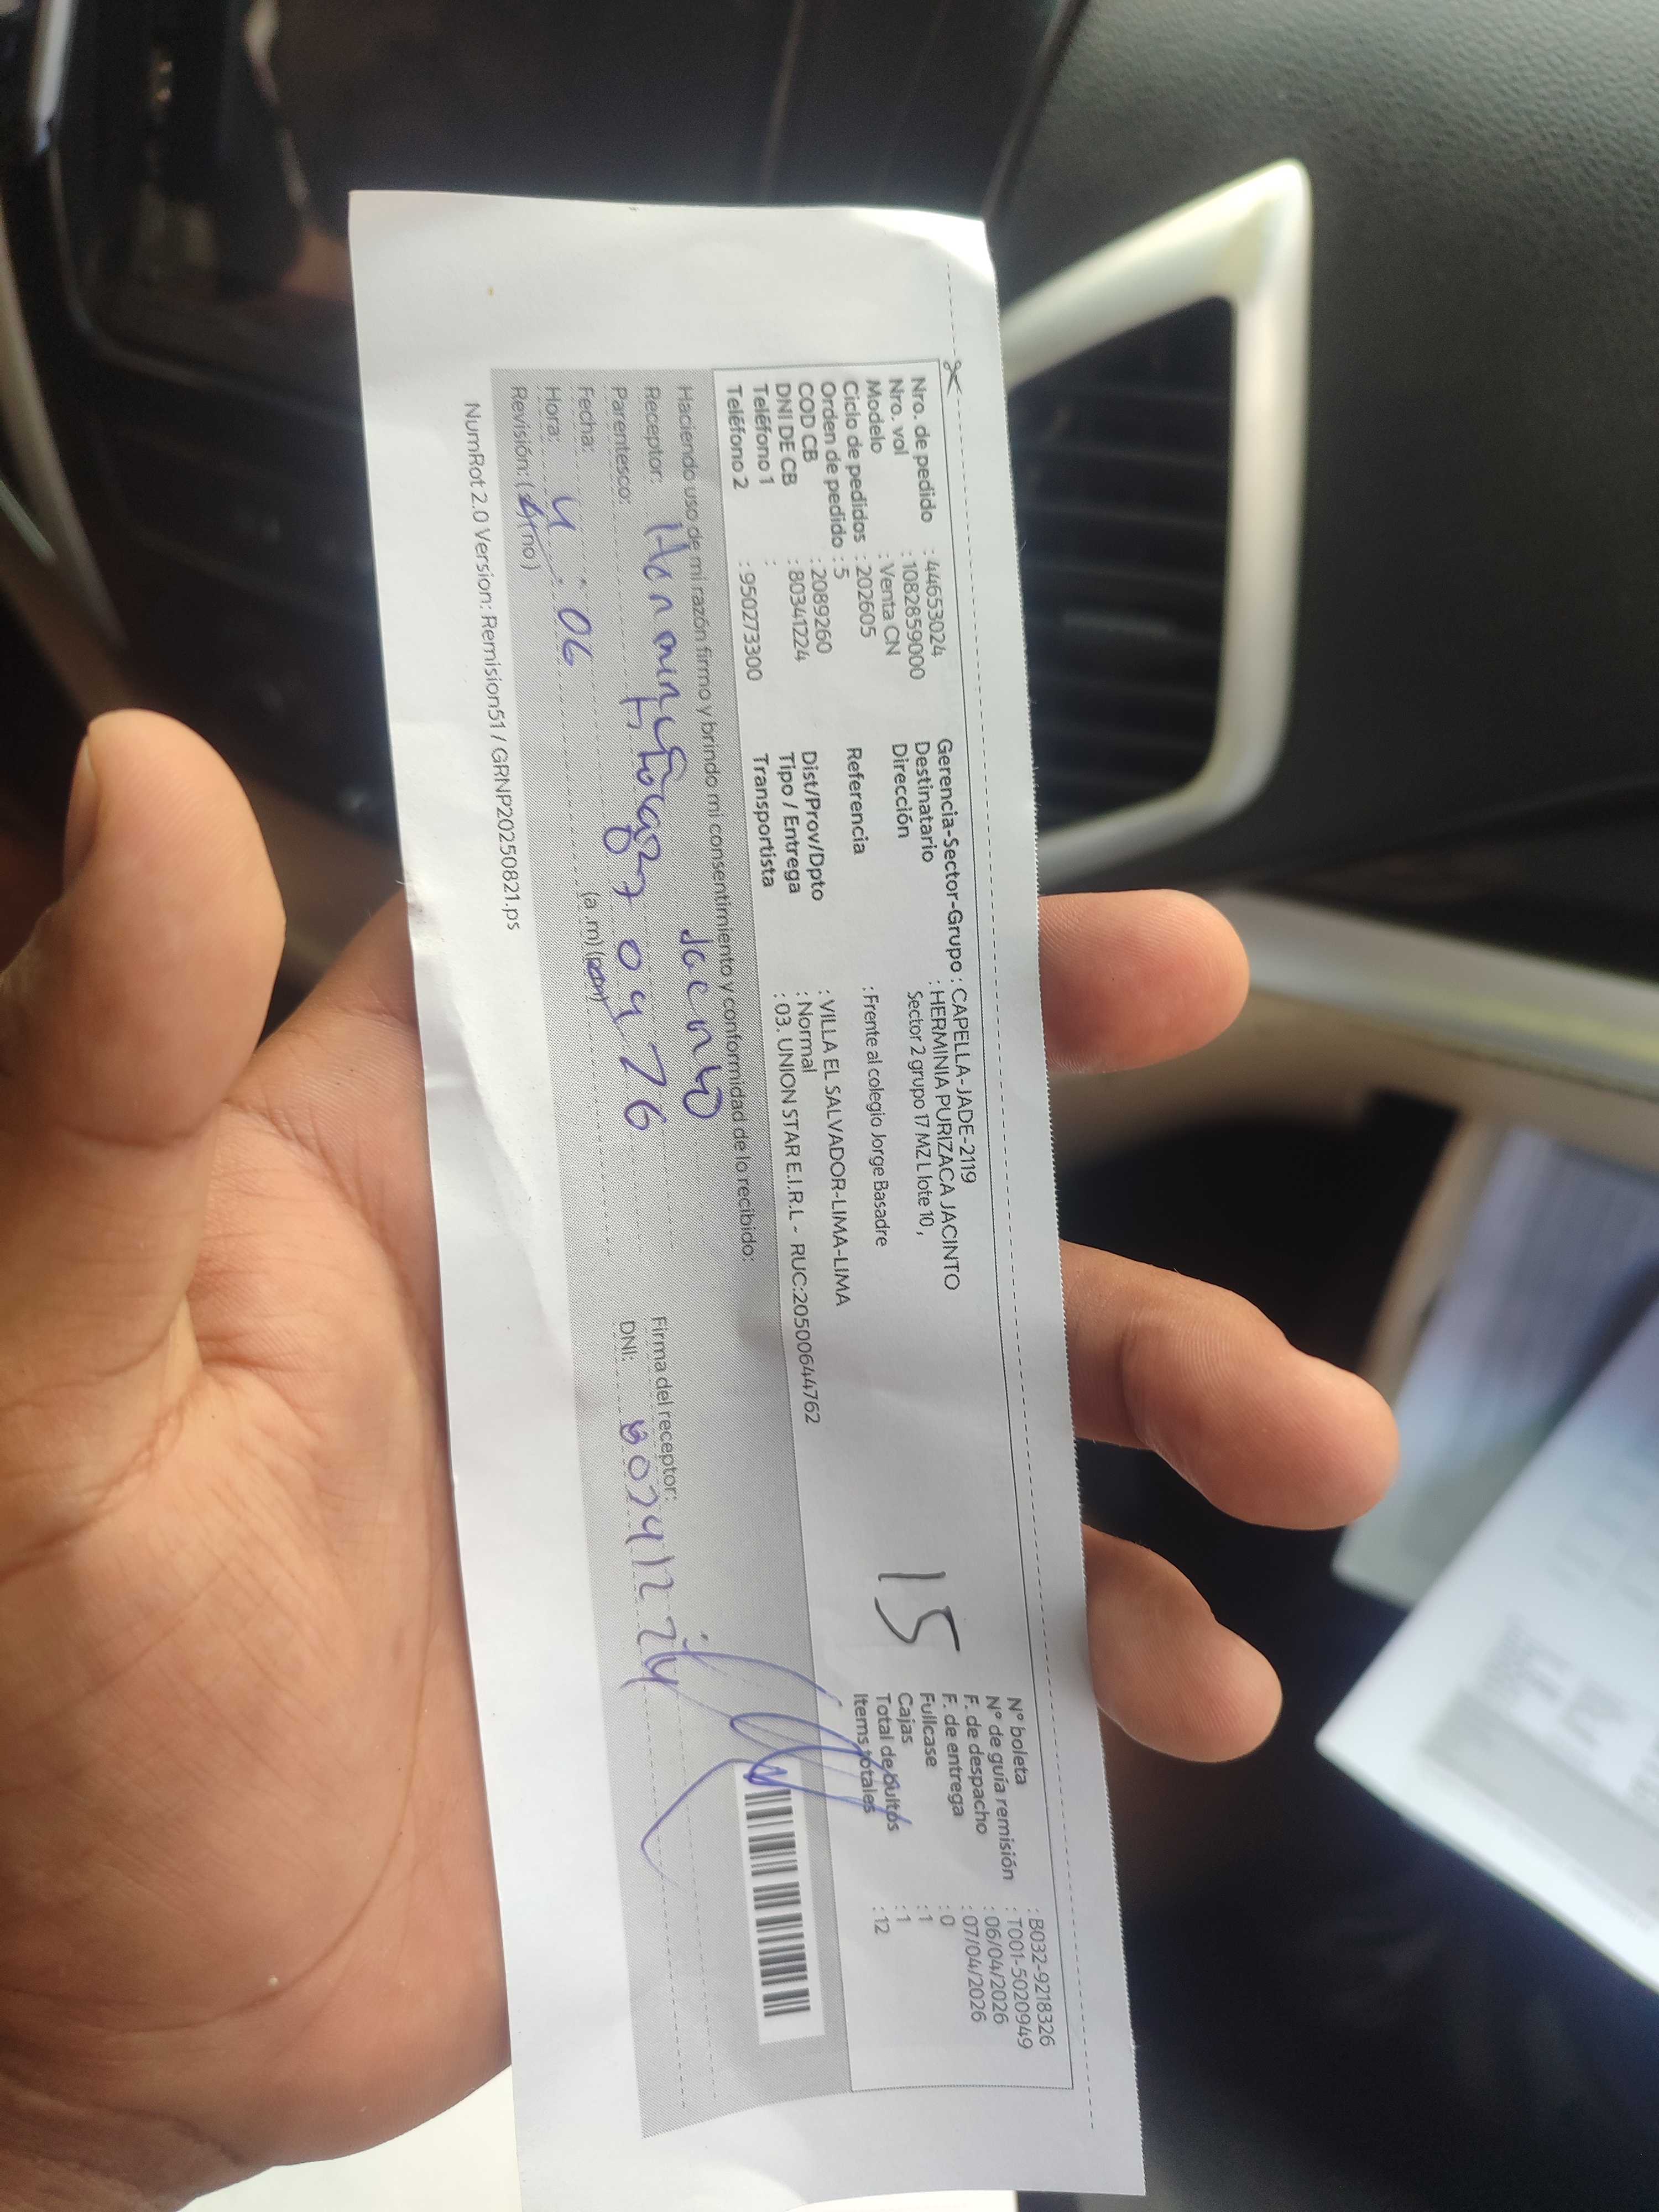 Nro. de pedido : 44653024
Nro. vol : 1082859000
Modelo : Venta CN
Ciclo de pedidos : 202605
Orden de pedido : 5
COD CB : 2089260
DNI DE CB : 80341224
Teléfono 1 :
Teléfono 2 : 950273300
Gerencia-Sector-Grupo : CAPELLA-JADE-2119
Destinatario : HERMINIA PURIZACA JACINTO
Dirección Sector 2 grupo 17 MZ L lote 10 ,
Referencia : Frente al colegio Jorge Basadre
Dist/Prov/Dpto : VILLA EL SALVADOR-LIMA-LIMA
Tipo / Entrega : Normal
Transportista : 03. UNION STAR E.I.R.L - RUC:20500644762
15
N° boleta : B032-9218326
N° de guía remisión : T001-5020949
F. de despacho : 06/04/2026
F. de entrega : 07/04/2026
Fullcase : 0
Cajas : 1
Total de bultos : 1
Items totales : 12
Haciendo uso de mi razón firmo y brindo mi consentimiento y conformidad de lo recibido:
Receptor:
Parentesco:
Fecha: 04 26
Hora: 4 : 06 (a.m) (pm)
Revisión: (si/no)
Firma del receptor:
DNI:
NumRot 2.0 Version: Remision51 / GRNP20250821.ps